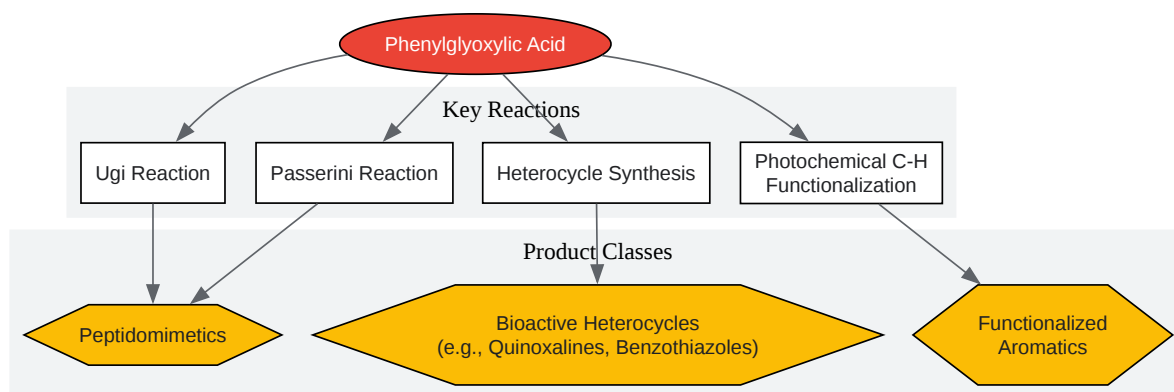 Phenylglyoxylic Acid
Key Reactions
Ugi Reaction
Passerini Reaction
Heterocycle Synthesis
Photochemical C-H
Functionalization
Product Classes
Peptidomimetics
Bioactive Heterocycles
(e.g., Quinoxalines, Benzothiazoles)
Functionalized
Aromatics